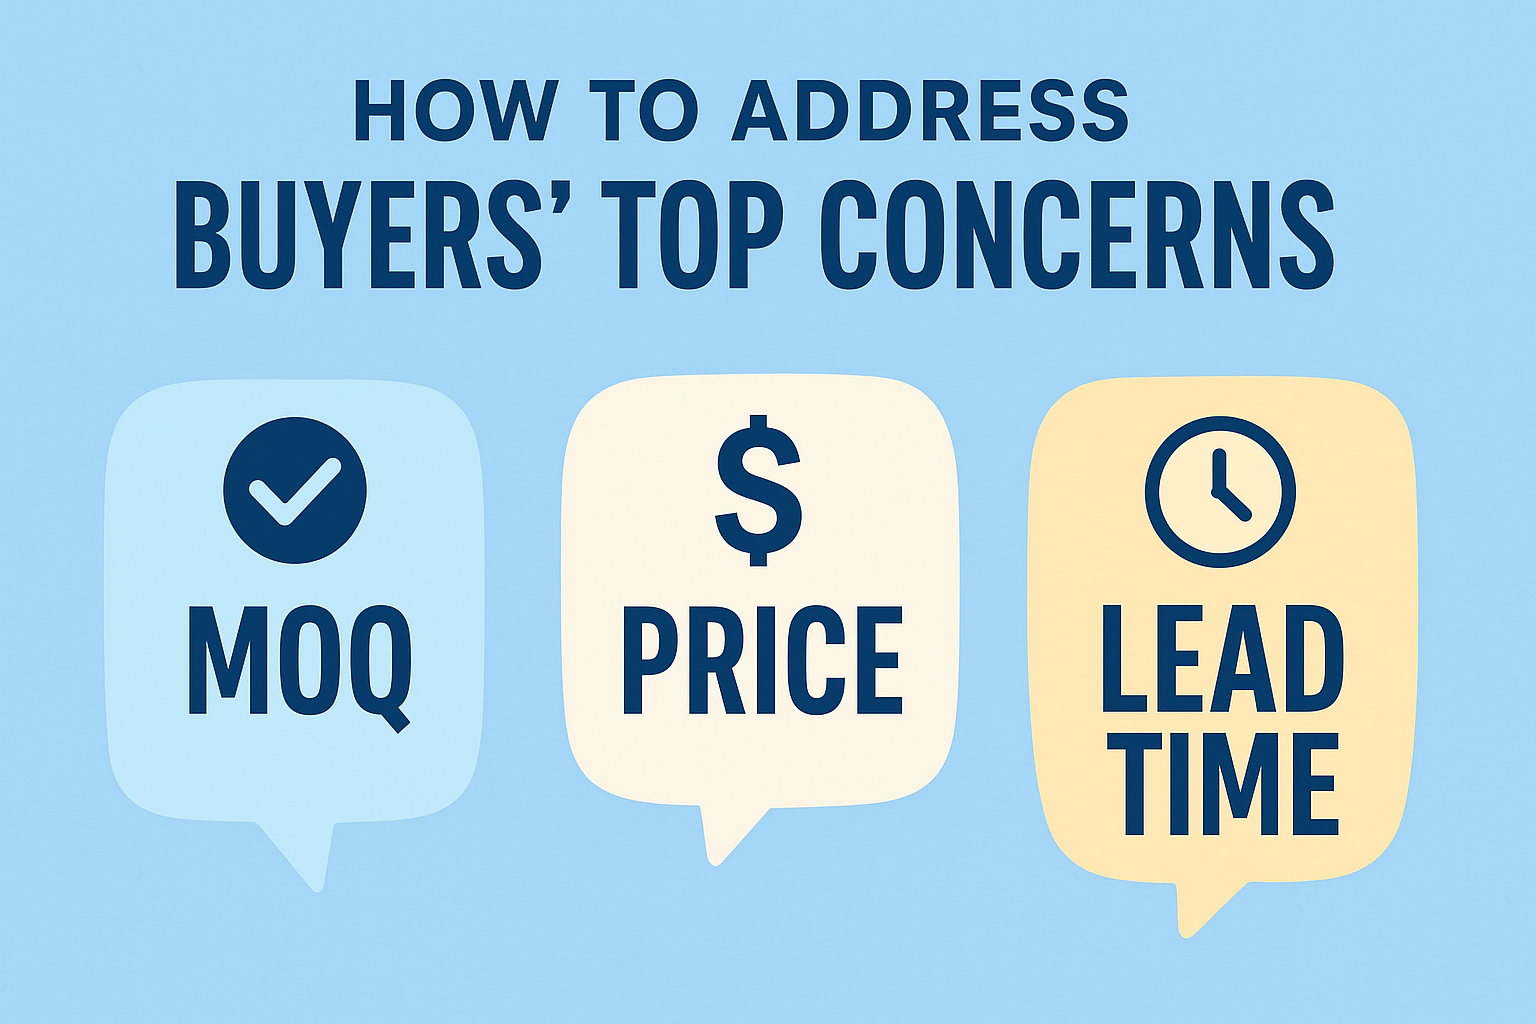 HOW TO ADDRESS
BUYERS’ TOP CONCERNS
MOQ
$
PRICE
LEAD
TIME